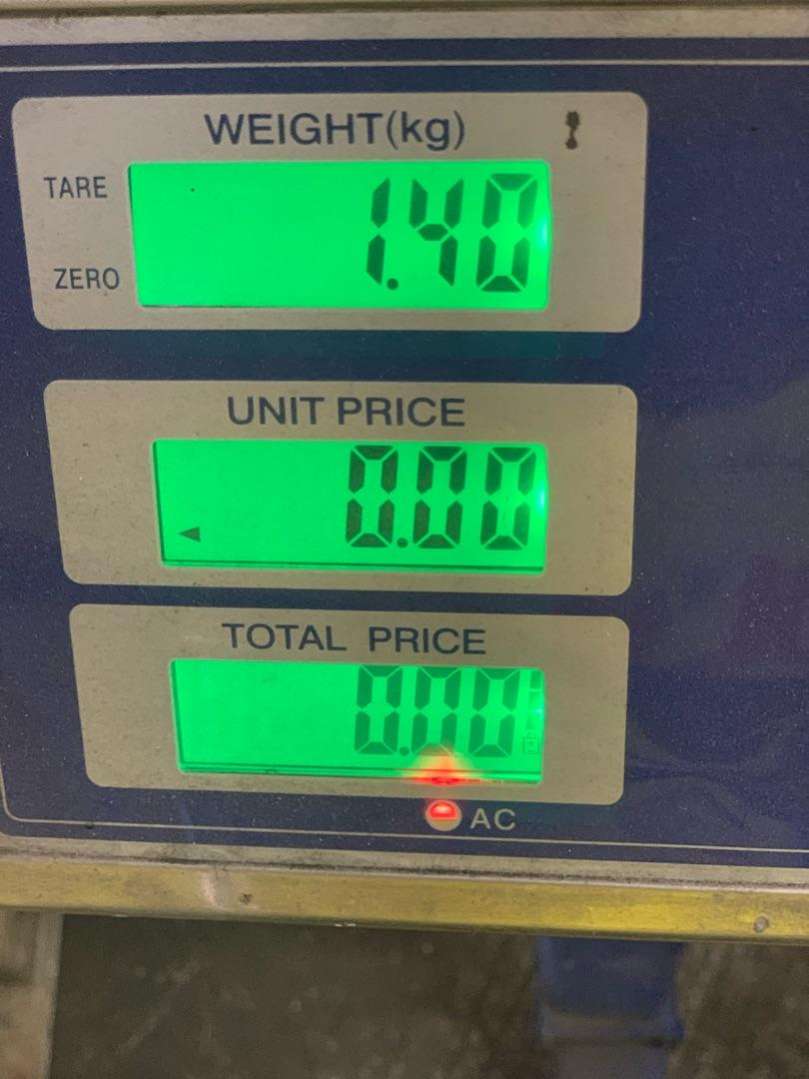 WEIGHT(kg)
TARE
1.40
ZERO
UNIT PRICE
0.00
TOTAL PRICE
0.00
AC